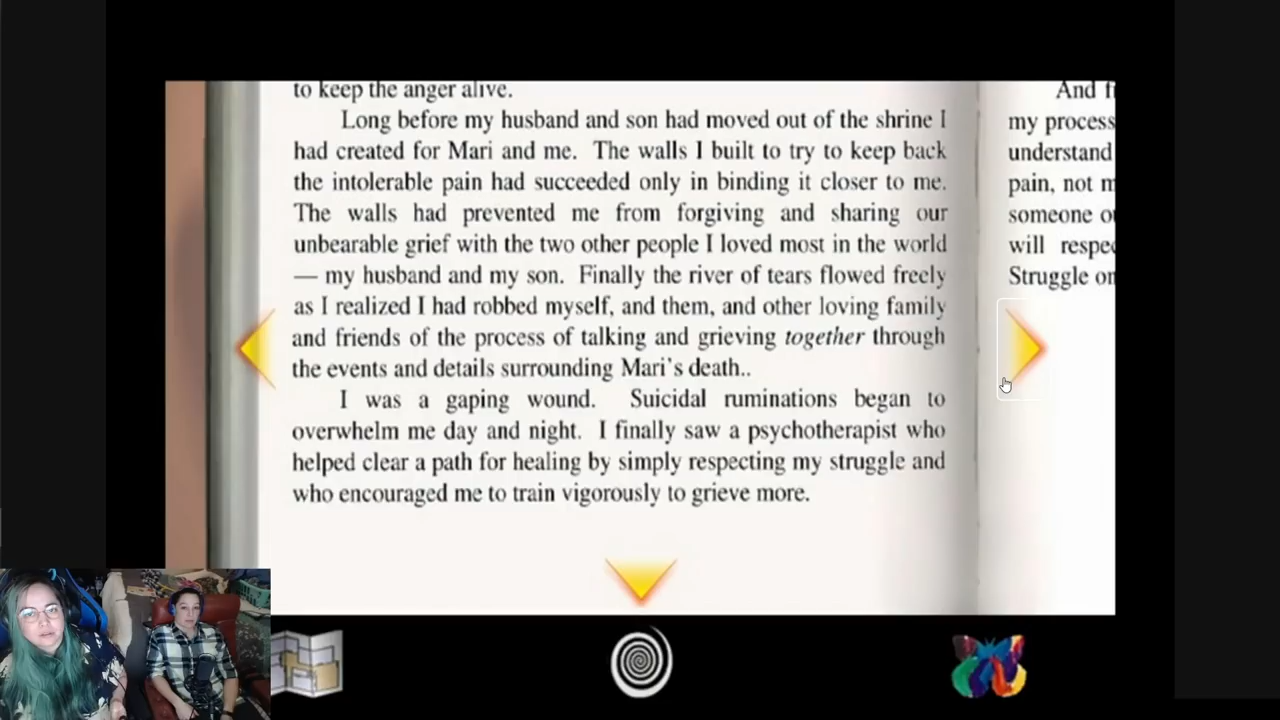 to keep the anger alive.
Long before my husband and son had moved out of the shrine I
had created for Mari and me. The walls I built to try to keep back
the intolerable pain had succeeded only in binding it closer to me.
The walls had prevented me from forgiving and sharing our
unbearable grief with the two other people I loved most in the world
— my husband and my son. Finally the river of tears flowed freely
as I realized I had robbed myself, and them, and other loving family
and friends of the process of talking and grieving together through
the events and details surrounding Mari's death..
I was a gaping wound. Suicidal ruminations began to
overwhelm me day and night. I finally saw a psychotherapist who
helped clear a path for healing by simply respecting my struggle and
who encouraged me to train vigorously to grieve more.
And
my process
understand
pain, not
someone
will
Struggle